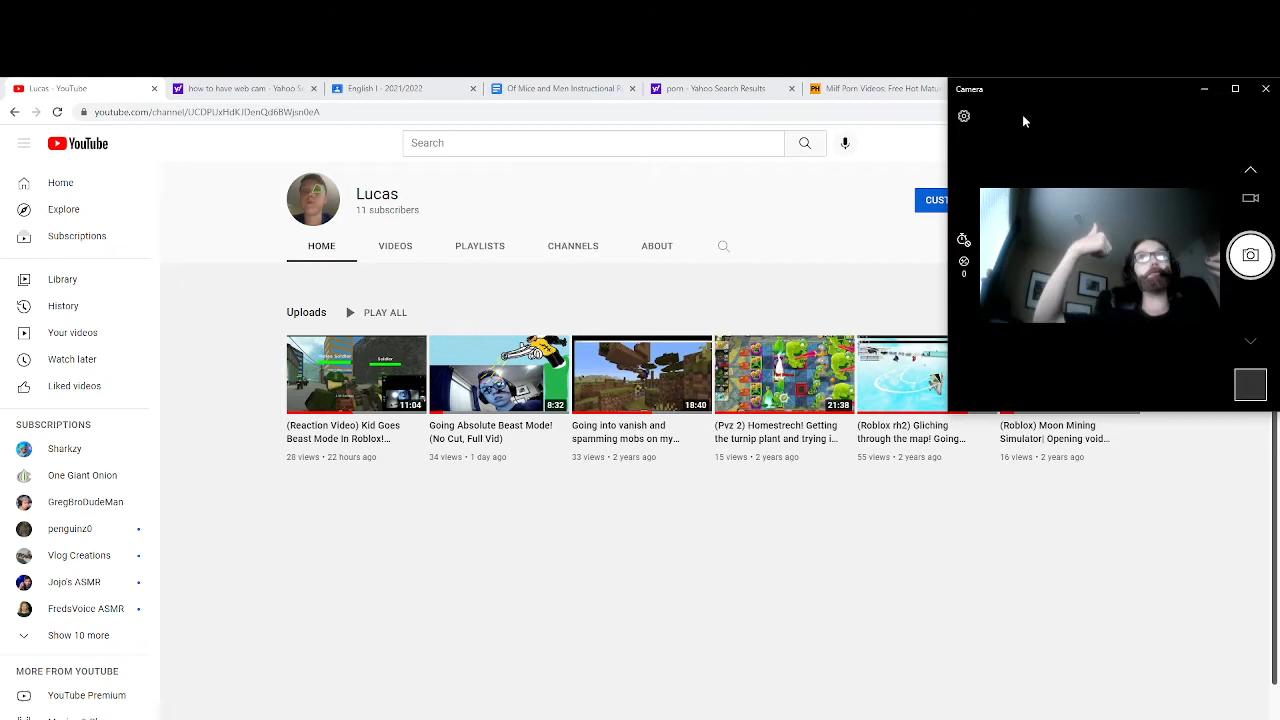 Lucas - YouTube
how to have web cam - Yahoo Se
English I - 2021/2022
Of Mice and Men Instructional R
porn - Yahoo Search Results
Milf Porn Videos: Free Hot Matur
Camera
youtube.com/channel/UCDPUxHdKJDenQd6BWjsn0eA
YouTube
Search
Home
Explore
Subscriptions
Library
History
Your videos
Watch later
Liked videos
SUBSCRIPTIONS
Sharkzy
One Giant Onion
GregBroDudeMan
penguinz0
Vlog Creations
Jojo's ASMR
FredsVoice ASMR
Show 10 more
MORE FROM YOUTUBE
YouTube Premium
Lucas
11 subscribers
CUST
HOME VIDEOS PLAYLISTS CHANNELS ABOUT
Uploads PLAY ALL
11:04 8:32 18:40 21:38
(Reaction Video) Kid Goes
Beast Mode In Roblox!...
28 views • 22 hours ago
Going Absolute Beast Mode!
(No Cut, Full Vid)
34 views • 1 day ago
Going into vanish and
spamming mobs on my...
33 views • 2 years ago
(Pvz 2) Homestrech! Getting
the turnip plant and trying i...
15 views • 2 years ago
(Roblox rh2) Gliching
through the map! Going...
55 views • 2 years ago
(Roblox) Moon Mining
Simulator| Opening void...
16 views • 2 years ago
0